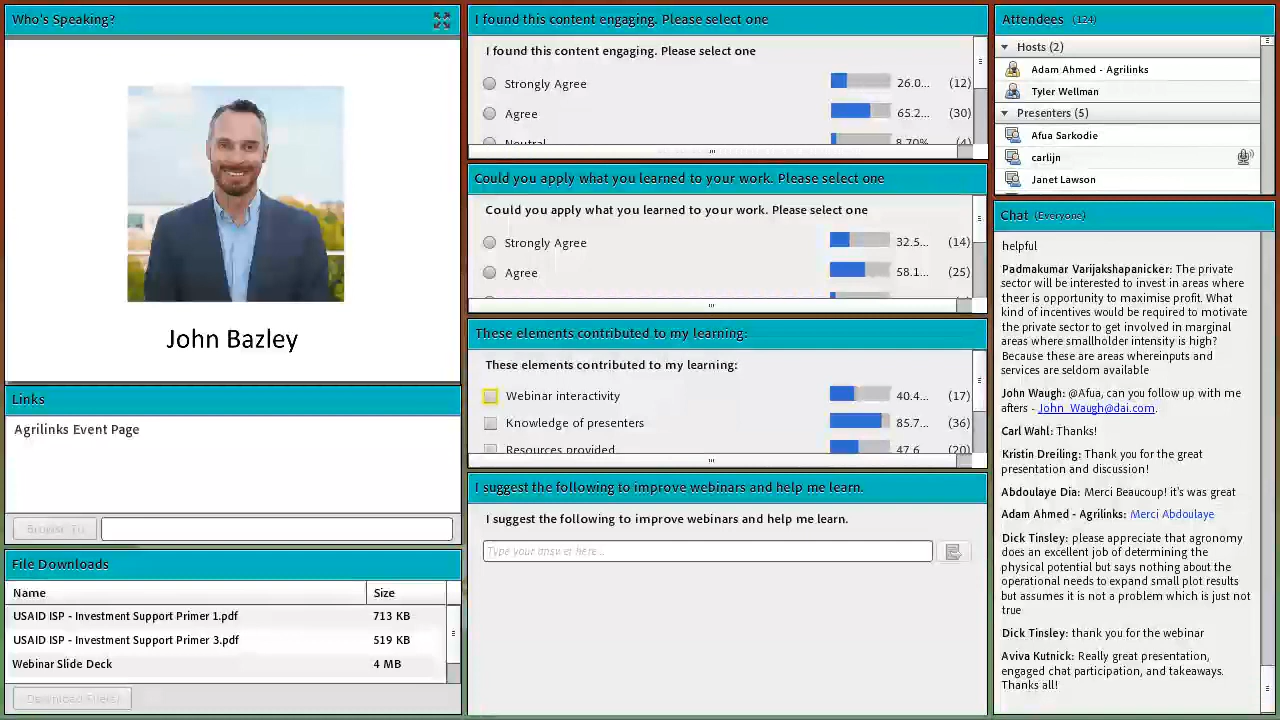 Who's Speaking?
John Bazley
Links
Agrilinks Event Page
Browse To
File Downloads
Name Size
USAID ISP - Investment Support Primer 1.pdf 713 KB
USAID ISP - Investment Support Primer 3.pdf 519 KB
Webinar Slide Deck 4 MB
Download File(s)
I found this content engaging. Please select one
I found this content engaging. Please select one
Strongly Agree 26.0... (12)
Agree 65.2... (30)
Neutral 8.70% (4)
Could you apply what you learned to your work. Please select one
Could you apply what you learned to your work. Please select one
Strongly Agree 32.5... (14)
Agree 58.1... (25)
These elements contributed to my learning:
These elements contributed to my learning:
Webinar interactivity 40.4... (17)
Knowledge of presenters 85.7... (36)
Resources provided 47.6... (20)
I suggest the following to improve webinars and help me learn.
I suggest the following to improve webinars and help me learn.
Type your answer here...
Attendees (124)
Hosts (2)
Adam Ahmed - Agrilinks
Tyler Wellman
Presenters (5)
Afua Sarkodie
carlijn
Janet Lawson
Chat (Everyone)
helpful
Padmakumar Varijakshapanicker: The private
sector will be interested to invest in areas where
theer is opportunity to maximise profit. What
kind of incentives would be required to motivate
the private sector to get involved in marginal
areas where smallholder intensity is high?
Because these are areas whereinputs and
services are seldom available
John Waugh: @Afua, can you follow up with me
afters - John_Waugh@dai.com.
Carl Wahl: Thanks!
Kristin Dreiling: Thank you for the great
presentation and discussion!
Abdoulaye Dia: Merci Beaucoup! it's was great
Adam Ahmed - Agrilinks: Merci Abdoulaye
Dick Tinsley: please appreciate that agronomy
does an excellent job of determining the
physical potential but says nothing about the
operational needs to expand small plot results
but assumes it is not a problem which is just not
true
Dick Tinsley: thank you for the webinar
Aviva Kutnick: Really great presentation,
engaged chat participation, and takeaways.
Thanks all!